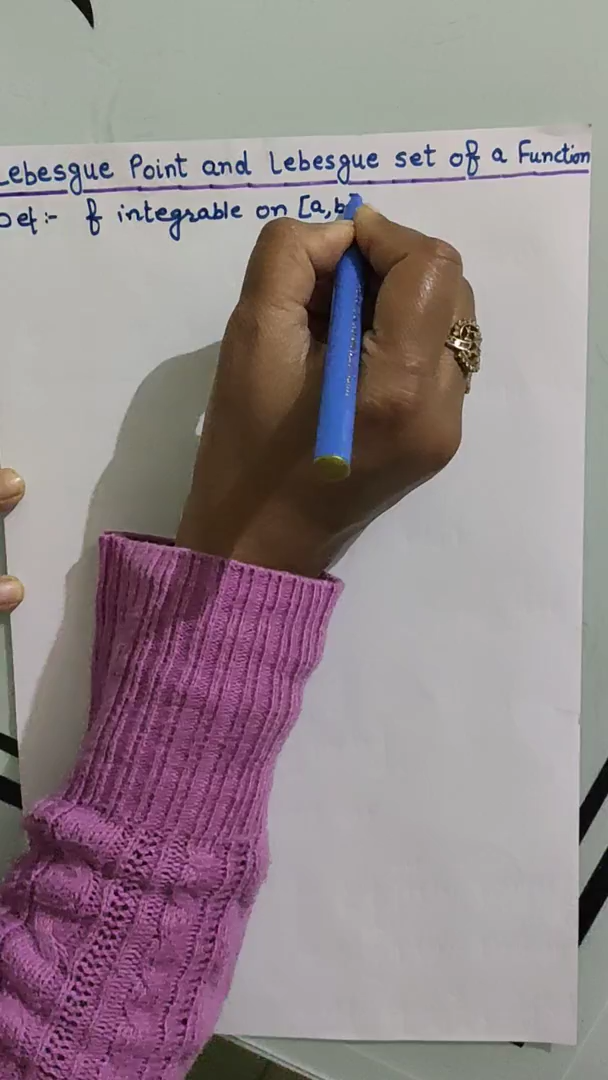 Lebesgue Point and Lebesgue set of a Function
Def:- f integrable on [a,b]